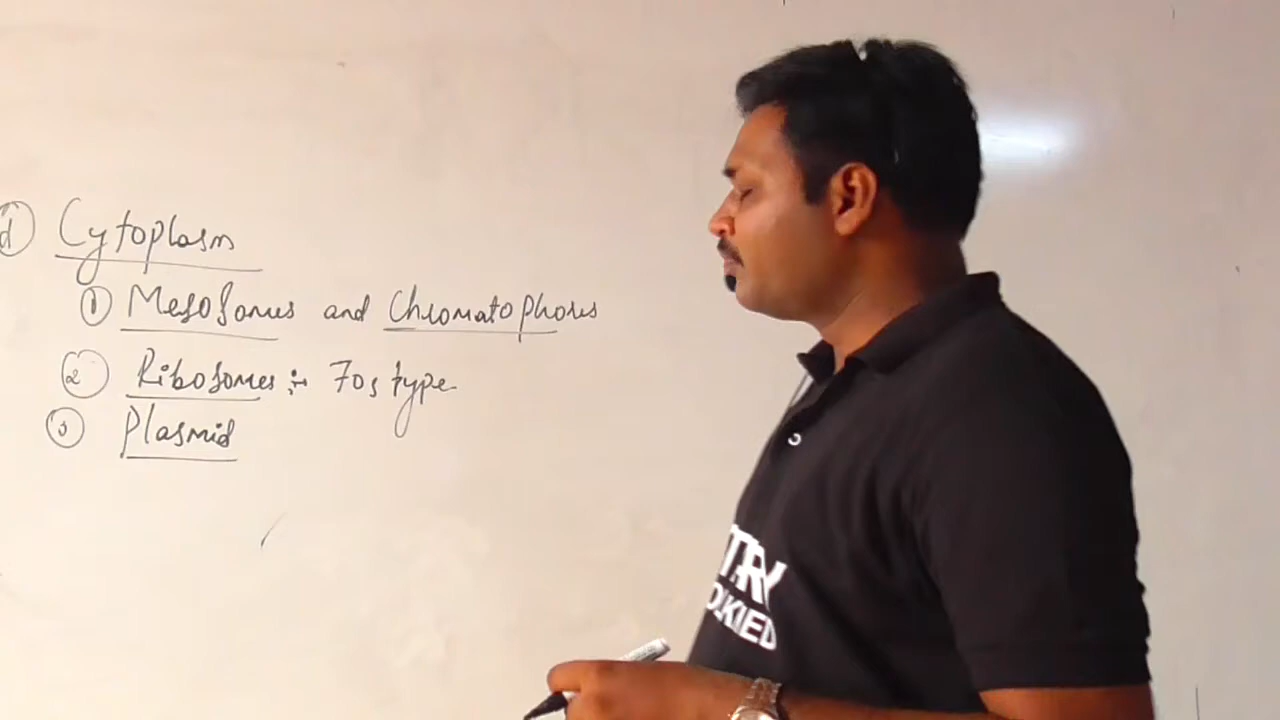 d Cytoplasm
1 Mesosomes and Chromatophores
2 Ribosomes :- 70s type
3 Plasmid